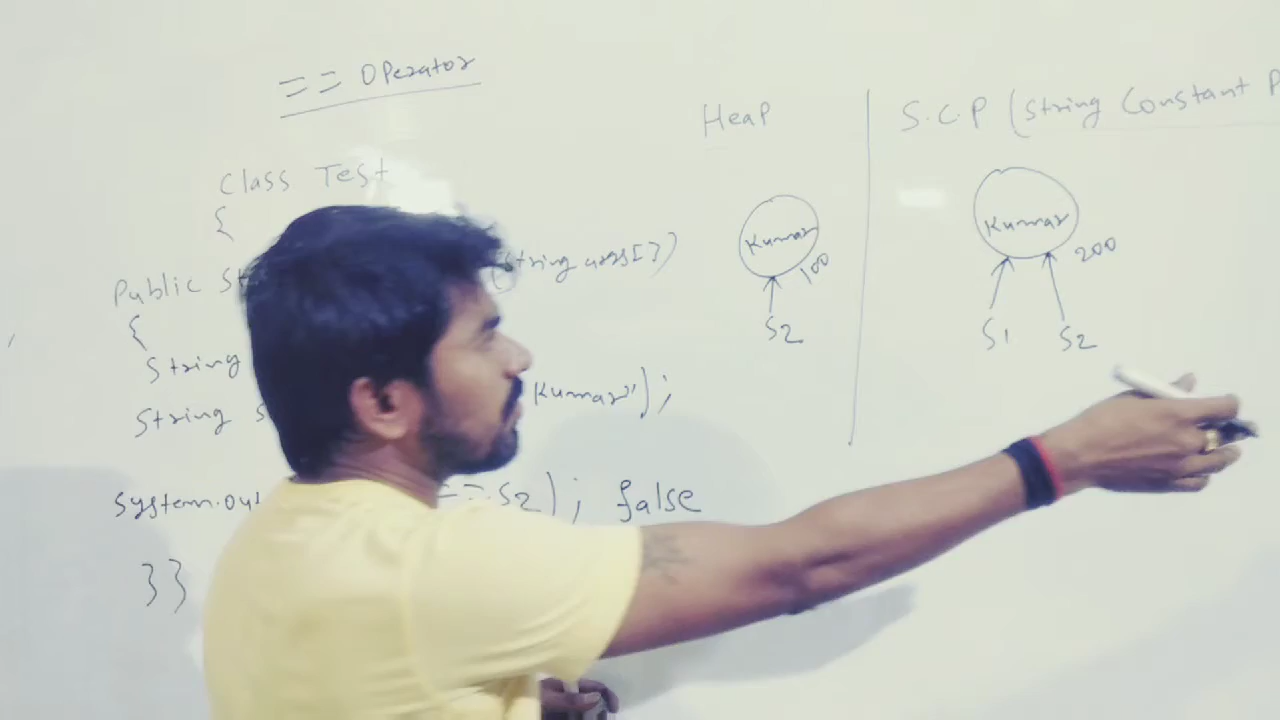 == Operator
Class Test
{
Public St (String args[])
{
String
String s Kumar");
System.out ==S2); false
}}
Heap
Kumar
100
S2
S.C.P (String Constant P
Kumar
200
S1 S2